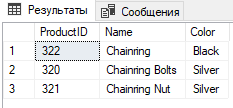 Результаты Сообщения
ProductID Name Color
1 322 Chainring Black
2 320 Chainring Bolts Silver
3 321 Chainring Nut Silver